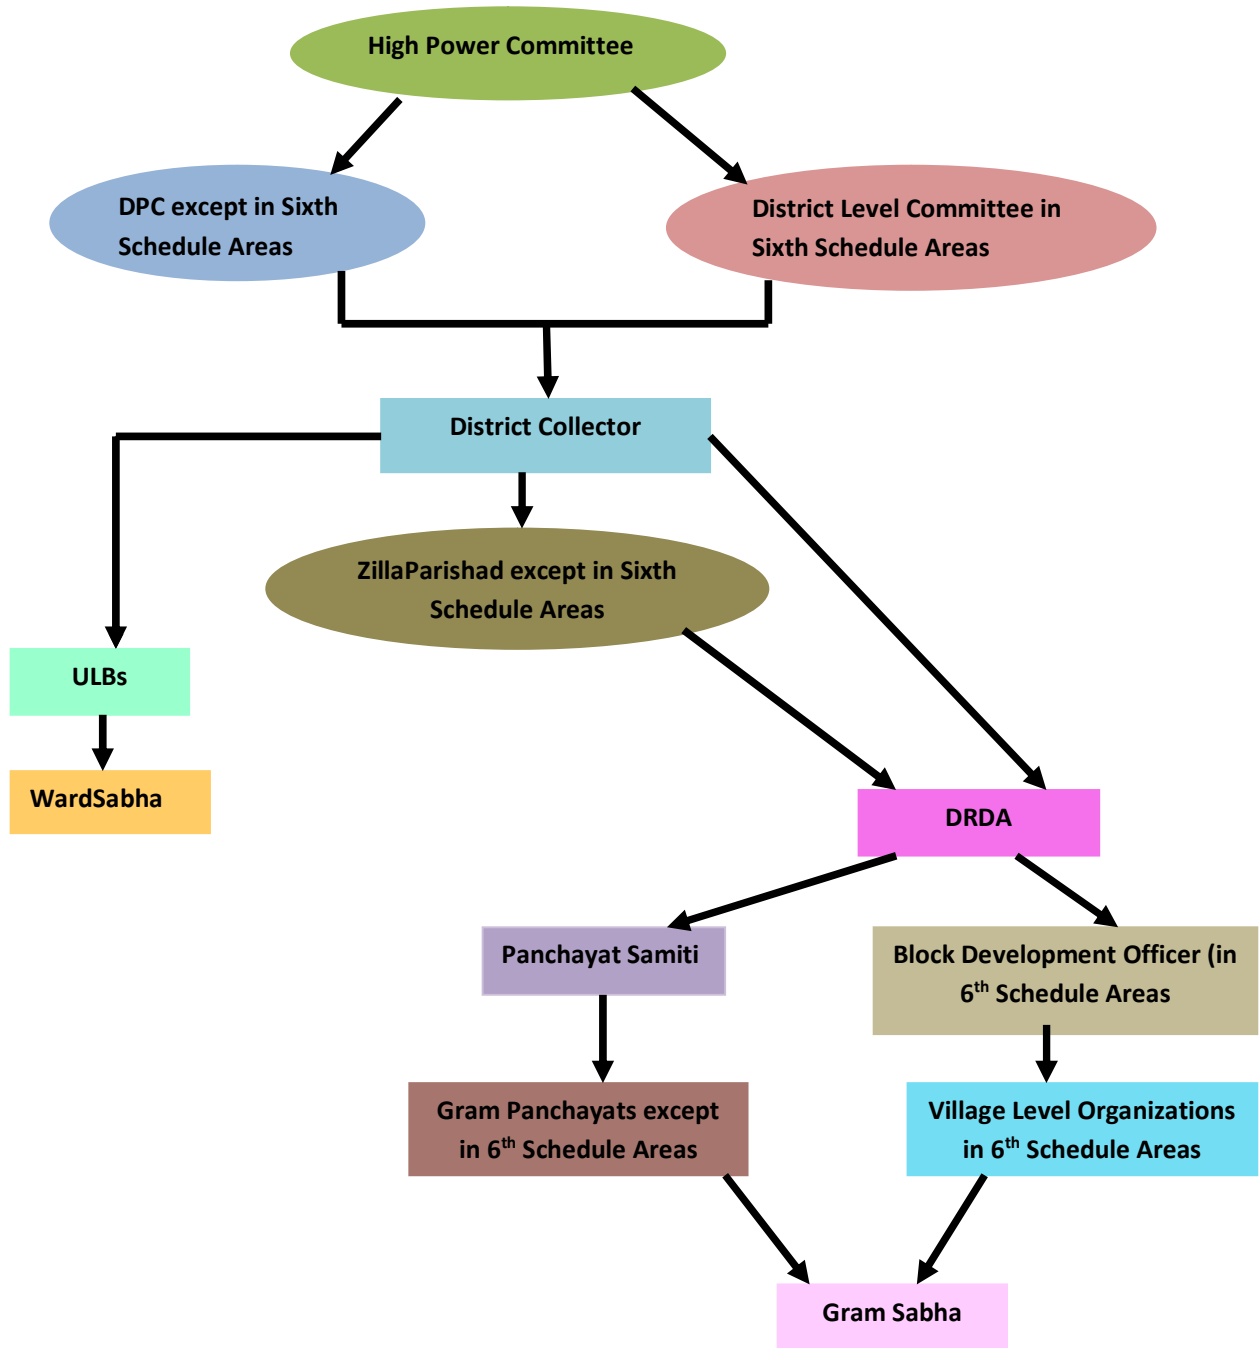 High Power Committee
DPC except in Sixth
Schedule Areas
District Level Committee in
Sixth Schedule Areas
District Collector
ZillaParishad except in Sixth
Schedule Areas
ULBs
WardSabha
DRDA
Panchayat Samiti
Block Development Officer (in
6th Schedule Areas
Gram Panchayats except
in 6th Schedule Areas
Village Level Organizations
in 6th Schedule Areas
Gram Sabha